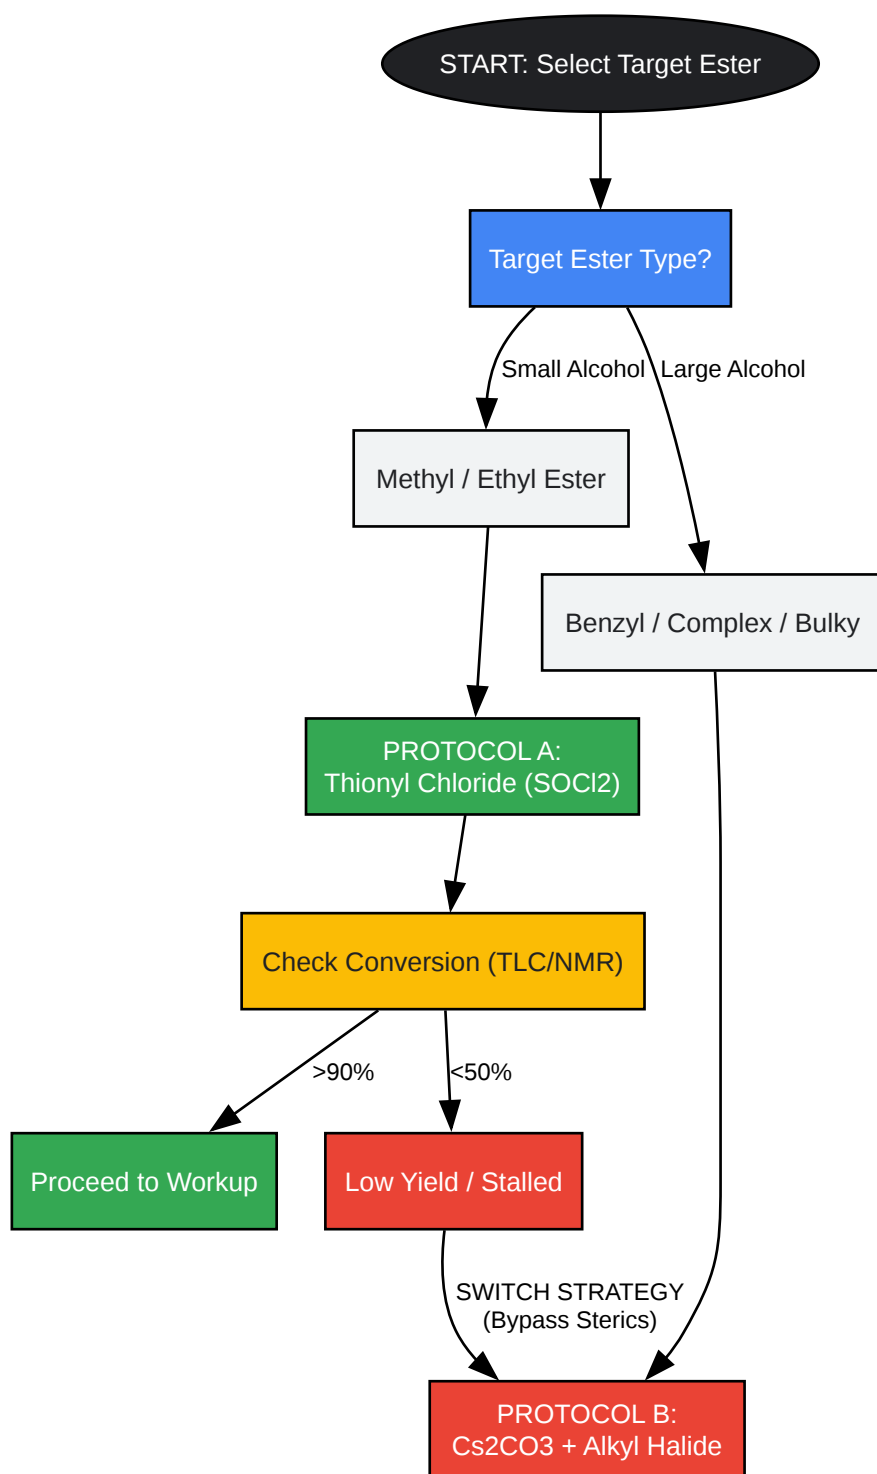 START: Select Target Ester
Target Ester Type?
Small Alcohol
Large Alcohol
Methyl / Ethyl Ester
Benzyl / Complex / Bulky
PROTOCOL A:
Thionyl Chloride (SOCl2)
Check Conversion (TLC/NMR)
>90%
<50%
Proceed to Workup
Low Yield / Stalled
SWITCH STRATEGY
(Bypass Sterics)
PROTOCOL B:
Cs2CO3 + Alkyl Halide